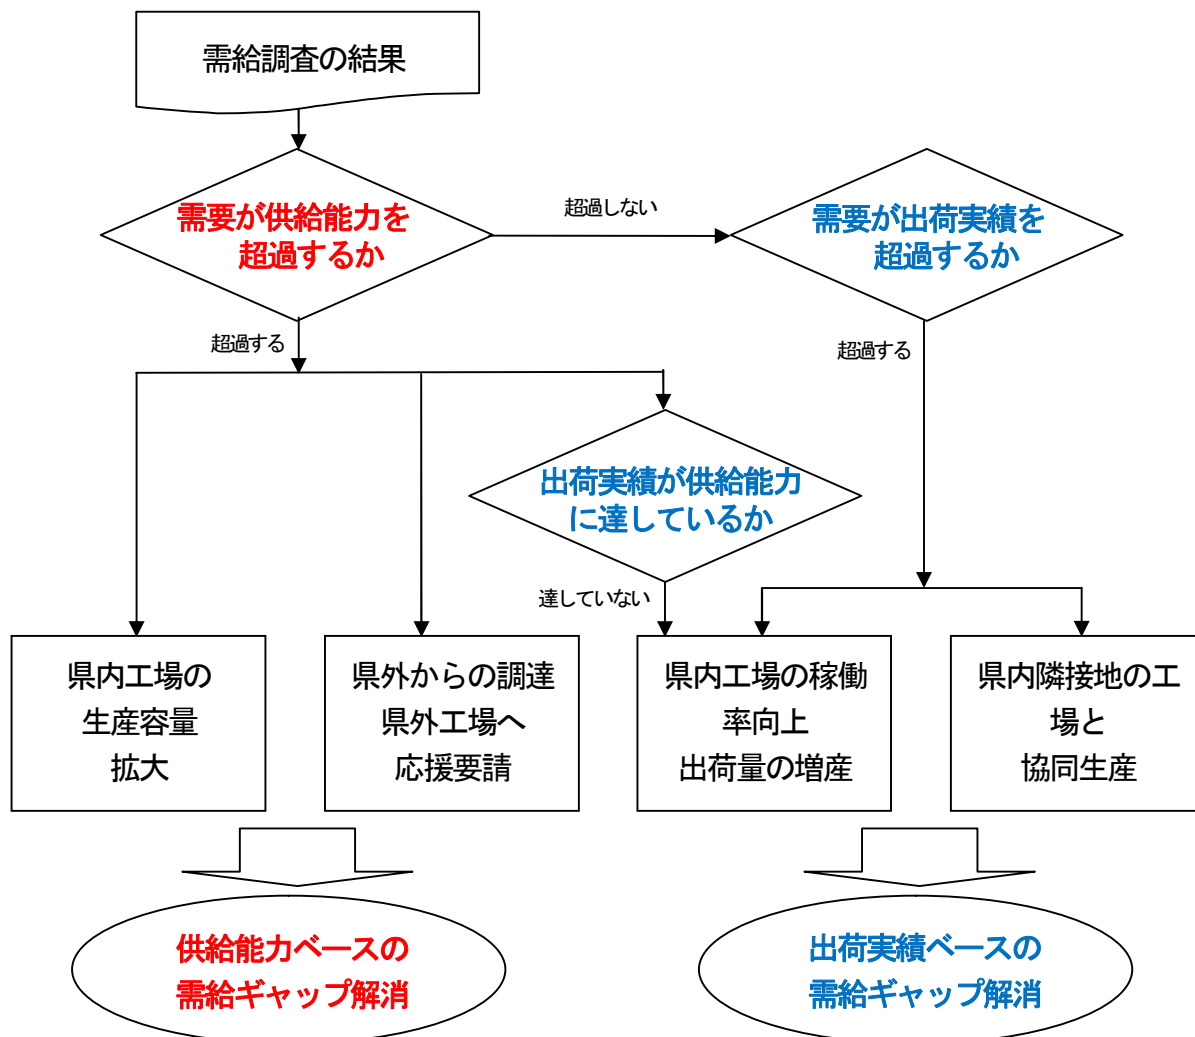 需給調査の結果
需要が供給能力を
超過するか
超過しない
需要が出荷実績を
超過するか
超過する
超過する
出荷実績が供給能力
に達しているか
達していない
県内工場の
生産容量
拡大
県外からの調達
県外工場へ
応援要請
県内工場の稼働
率向上
出荷量の増産
県内隣接地の工
場と
協同生産
供給能力ベースの
需給ギャップ解消
出荷実績ベースの
需給ギャップ解消